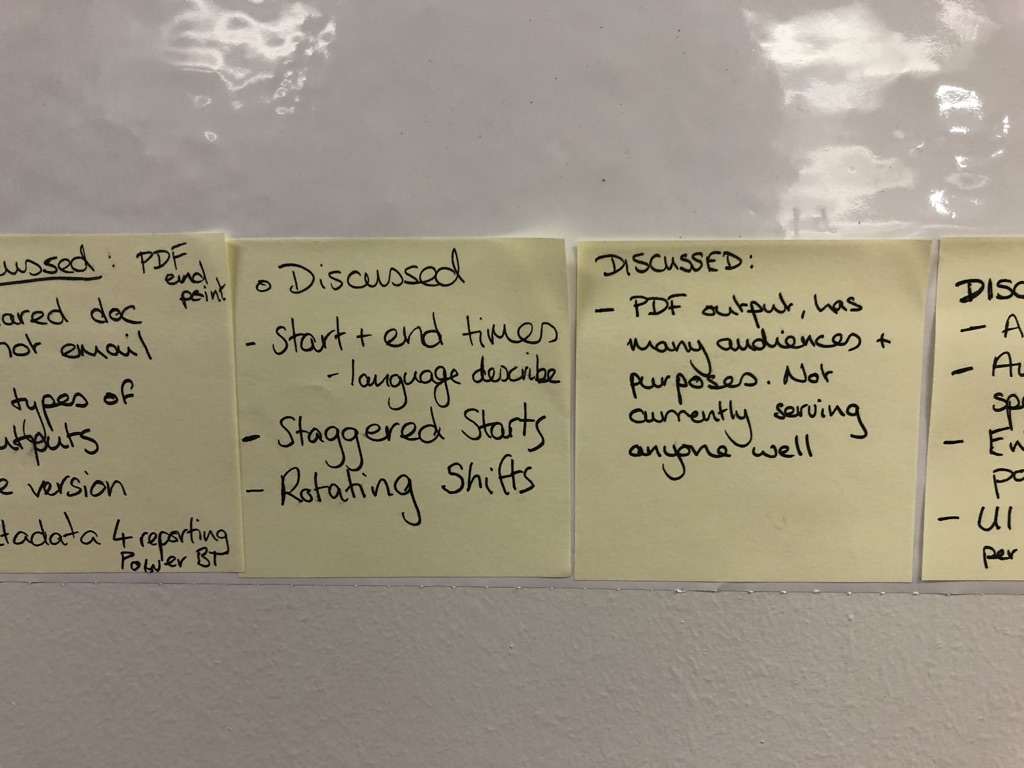 cussed: PDF
end
point
ared doc
not email
types of
utputs
e version
tadata 4 reporting
Power BI
o Discussed
- Start + end times
- language describe
- Staggered Starts
- Rotating Shifts
DISCUSSED:
- PDF output, has
many audiences +
purposes. Not
currently serving
anyone well
DISC
- A
- Au
spe
- En
po
- UI
per